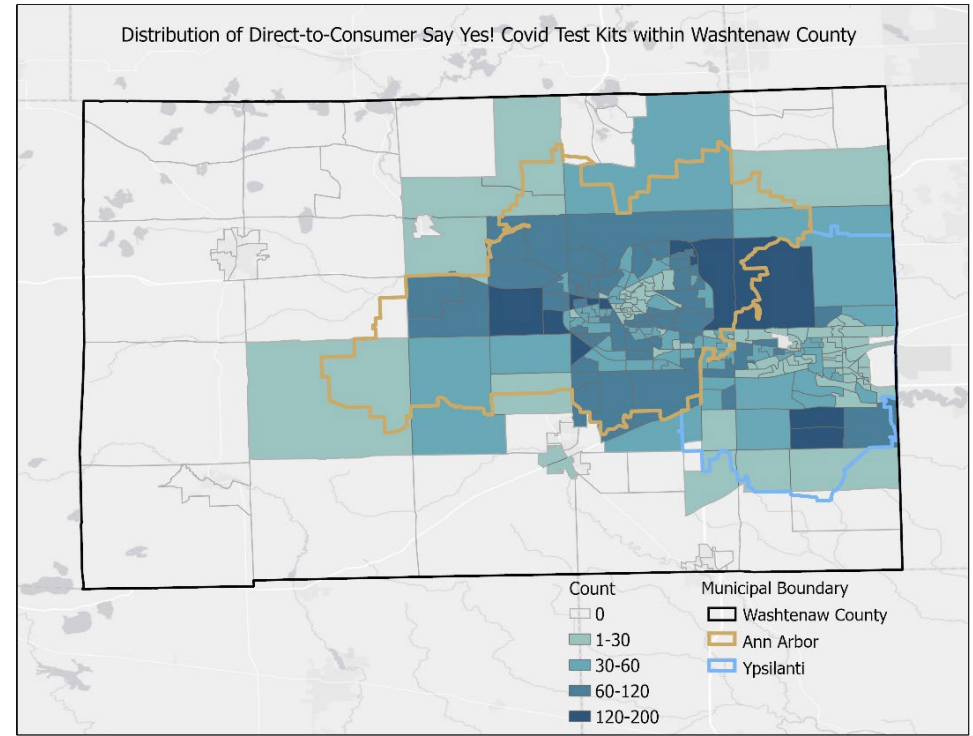 Distribution of Direct-to-Consumer Say Yes! Covid Test Kits within Washtenaw County
Count
0
1-30
30-60
60-120
120-200
Municipal Boundary
Washtenaw County
Ann Arbor
Ypsilanti